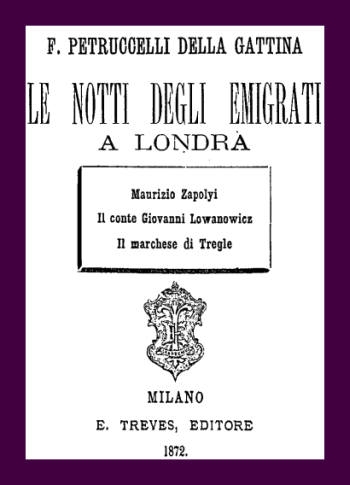 F. PETRUCCELLI DELLA GATTINA
LE NOTTI DEGLI EMIGRATI
A LONDRA
Maurizio Zapolyi
Il conte Giovanni Lowanowicz
Il marchese di Tregle
MILANO
E. TREVES, EDITORE
1872.